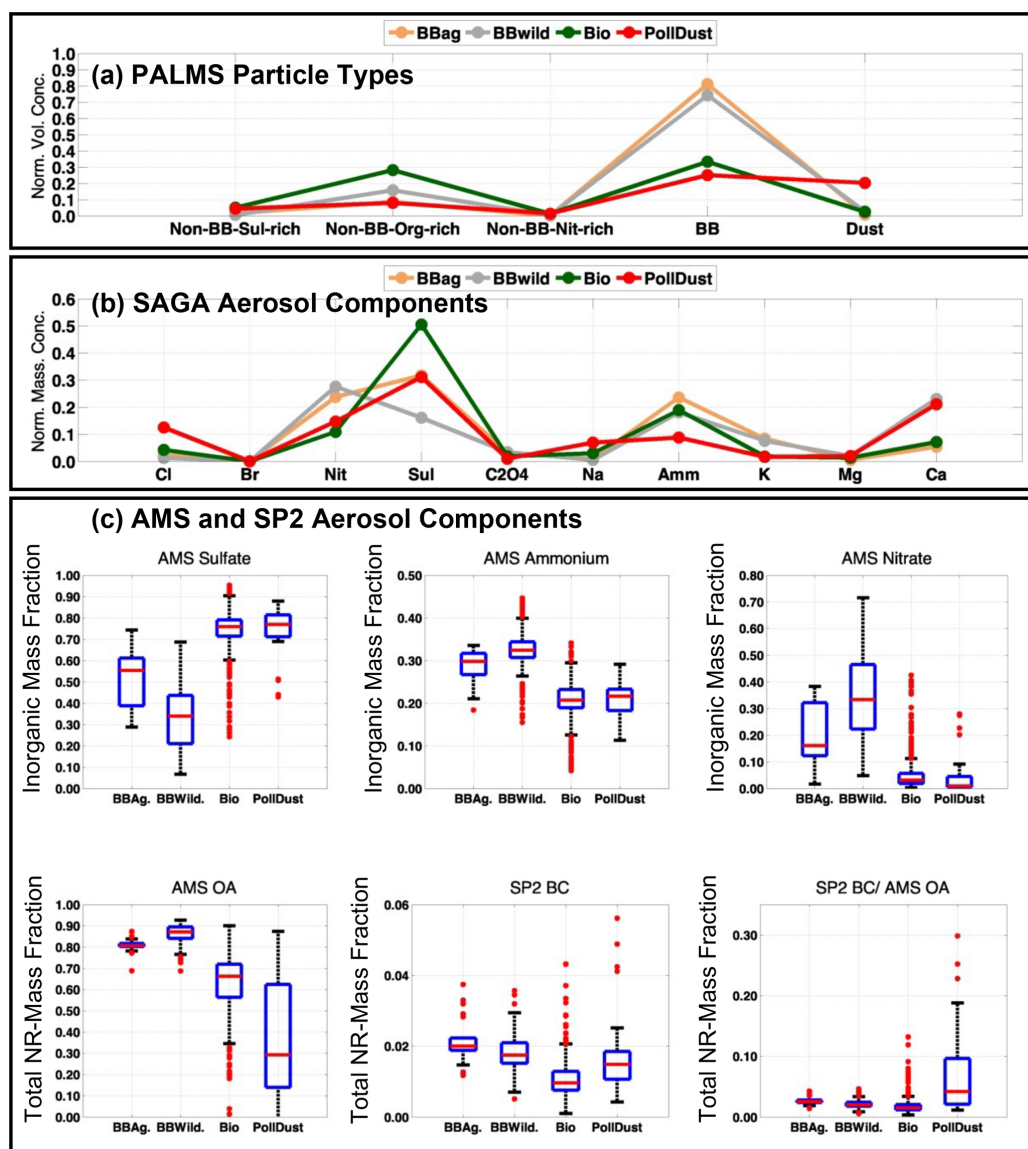 BBag BBwild Bio PollDust
(a) PALMS Particle Types
Norm. Vol. Conc.
1.0
0.9
0.8
0.7
0.6
0.5
0.4
0.3
0.2
0.1
0.0
Non-BB-Sul-rich Non-BB-Org-rich Non-BB-Nit-rich BB Dust
BBag BBwild Bio PollDust
(b) SAGA Aerosol Components
Norm. Mass. Conc.
0.6
0.5
0.4
0.3
0.2
0.1
0.0
Cl Br Nit Sul C2O4 Na Amm K Mg Ca
(c) AMS and SP2 Aerosol Components
AMS Sulfate
Inorganic Mass Fraction
1.00
0.90
0.80
0.70
0.60
0.50
0.40
0.30
0.20
0.10
0.00
BBAg. BBWild. Bio PollDust
AMS Ammonium
Inorganic Mass Fraction
0.50
0.40
0.30
0.20
0.10
0.00
BBAg. BBWild. Bio PollDust
AMS Nitrate
Inorganic Mass Fraction
0.80
0.70
0.60
0.50
0.40
0.30
0.20
0.10
0.00
BBAg. BBWild. Bio PollDust
AMS OA
Total NR-Mass Fraction
1.00
0.90
0.80
0.70
0.60
0.50
0.40
0.30
0.20
0.10
0.00
BBAg. BBWild. Bio PollDust
SP2 BC
Total NR-Mass Fraction
0.06
0.04
0.02
0.00
BBAg. BBWild. Bio PollDust
SP2 BC/ AMS OA
Total NR-Mass Fraction
0.30
0.20
0.10
0.00
BBAg. BBWild. Bio PollDust